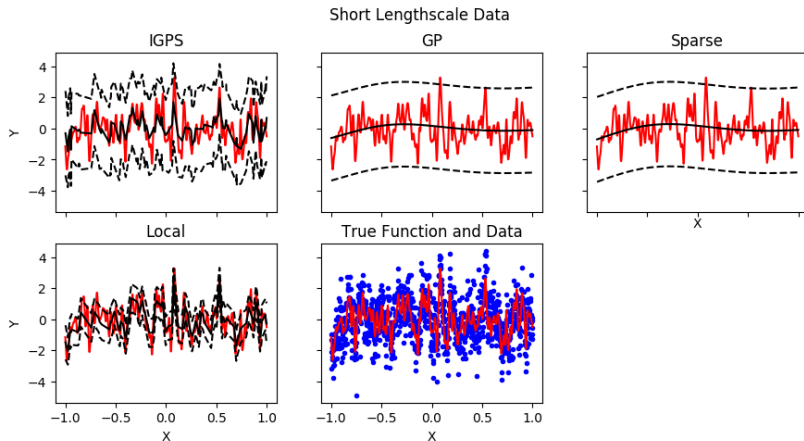 Short Lengthscale Data
IGPS
GP
Sparse
4
2
0
−2
−4
Y
X
Local
True Function and Data
4
2
0
−2
−4
Y
−1.0 −0.5 0.0 0.5 1.0
−1.0 −0.5 0.0 0.5 1.0
X
X